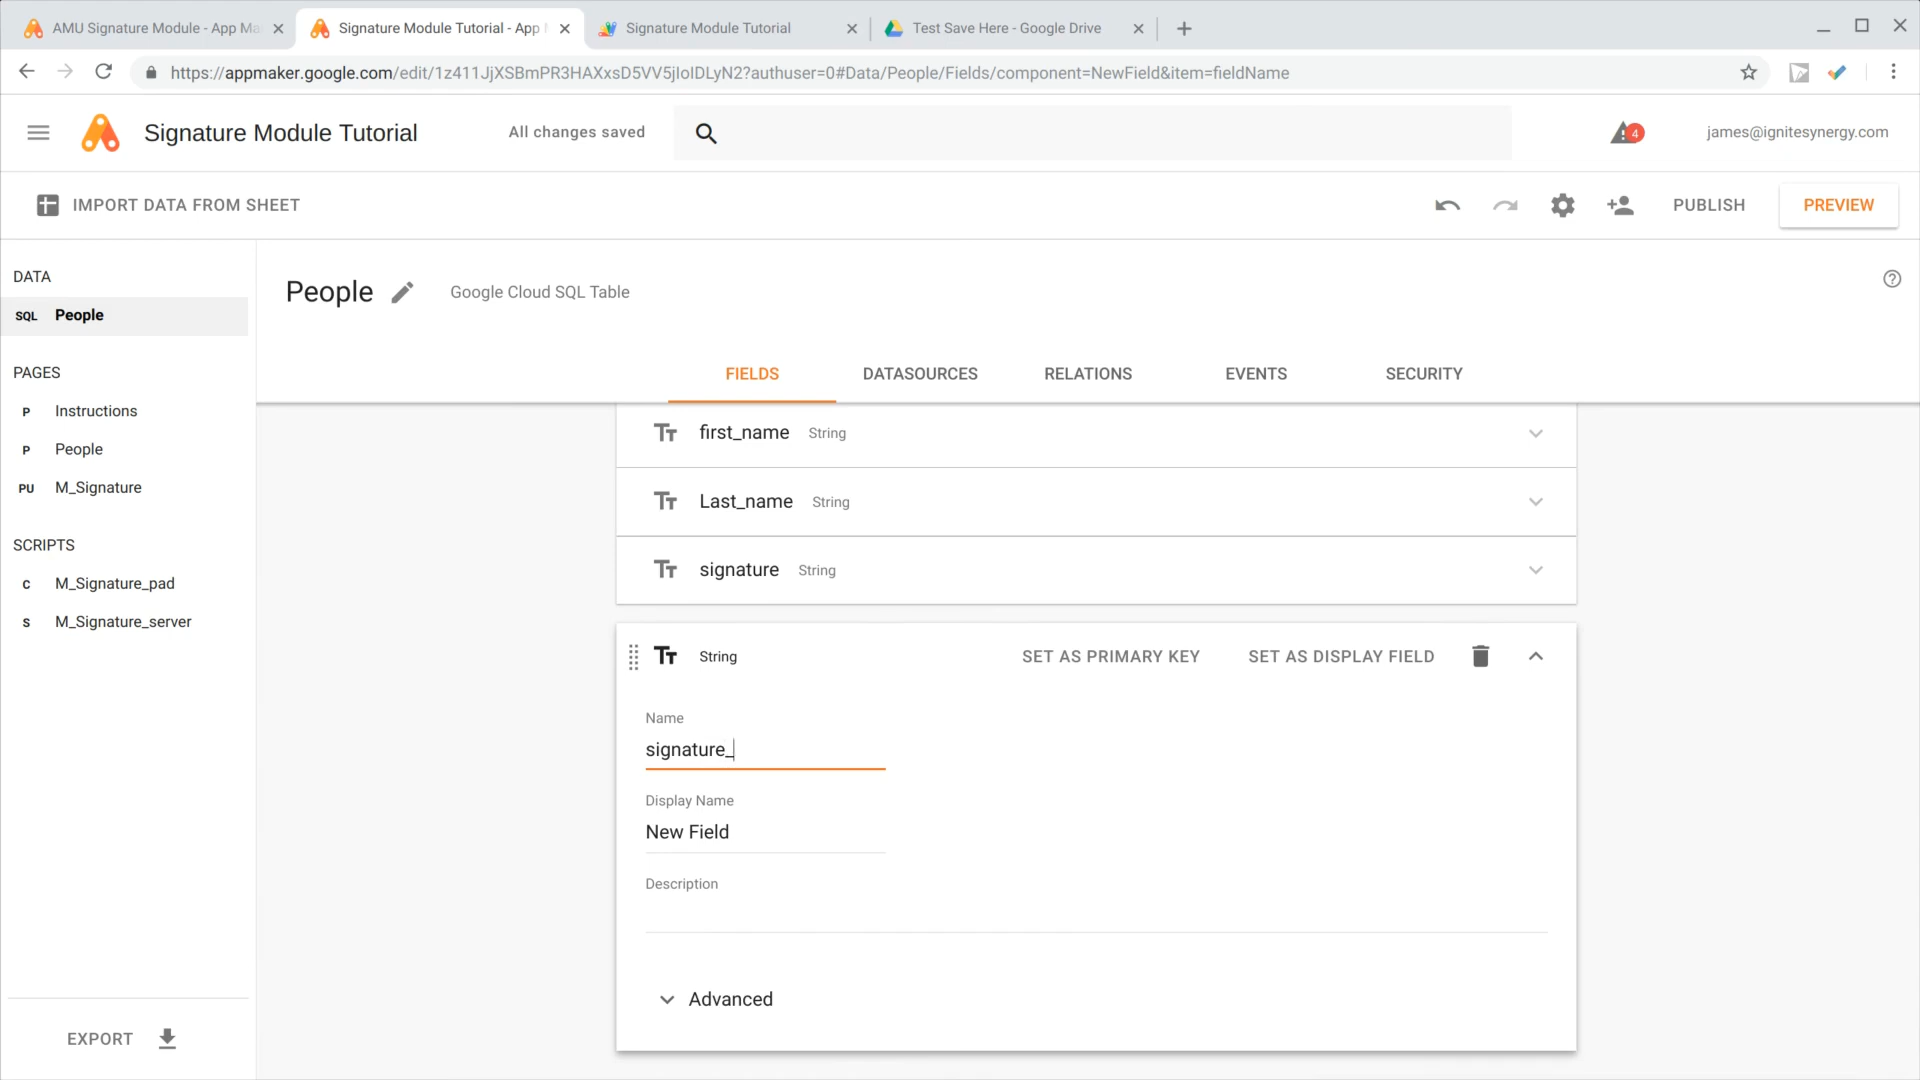 AMU Signature Module - App Ma
Signature Module Tutorial - App
Signature Module Tutorial
Test Save Here - Google Drive
https://appmaker.google.com/edit/1z411JjXSBmPR3HAXxsD5VV5jIoIDLyN2?authuser=0#Data/People/Fields/component=NewField&item=fieldName
Signature Module Tutorial
All changes saved
4
james@ignitesynergy.com
IMPORT DATA FROM SHEET
PUBLISH
PREVIEW
DATA
SQL People
PAGES
P Instructions
P People
PU M_Signature
SCRIPTS
C M_Signature_pad
S M_Signature_server
EXPORT
People
Google Cloud SQL Table
FIELDS
DATASOURCES
RELATIONS
EVENTS
SECURITY
Tт first_name String
Tт Last_name String
Tт signature String
Tт String
SET AS PRIMARY KEY
SET AS DISPLAY FIELD
Name
signature_
Display Name
New Field
Description
Advanced